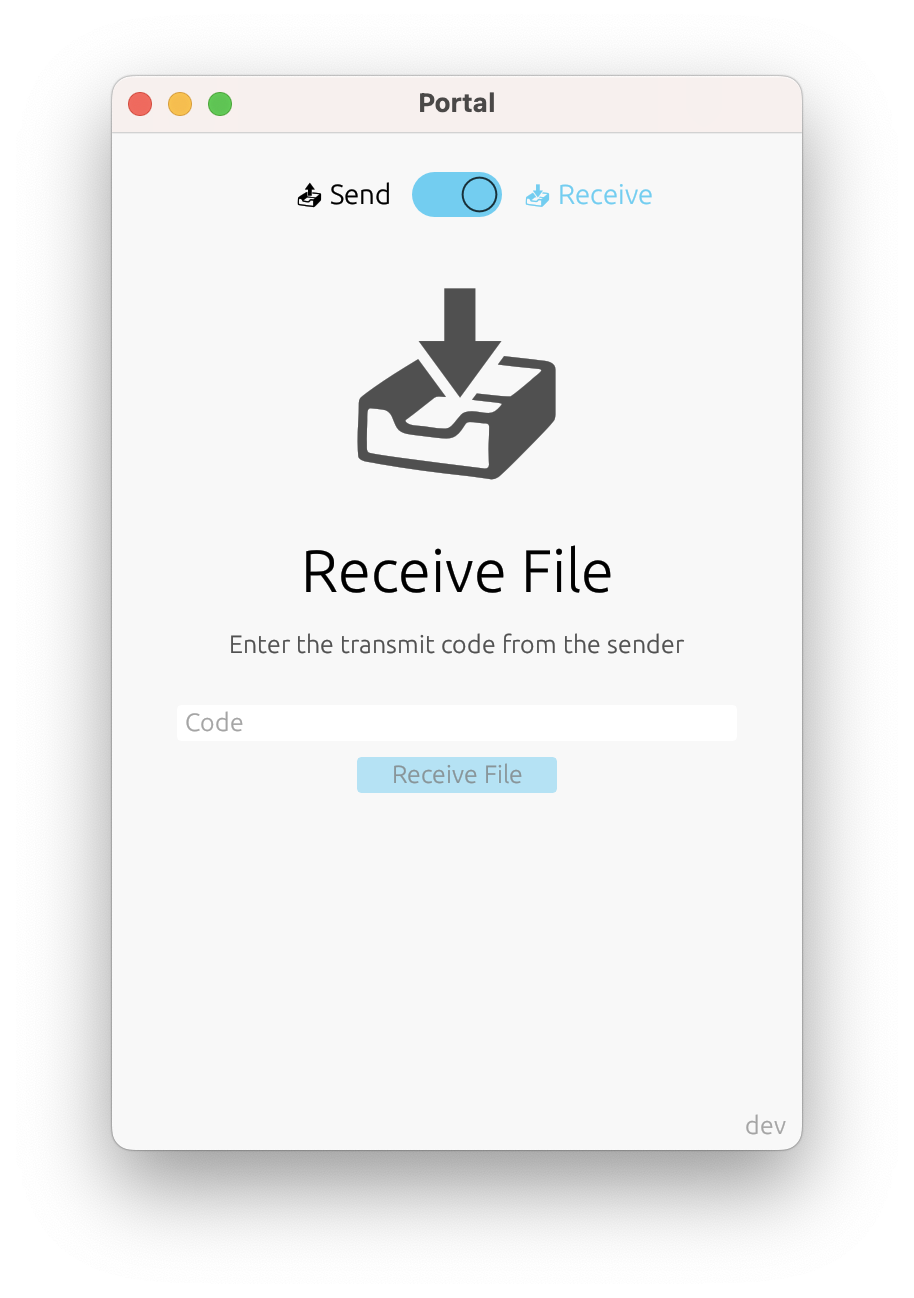 Portal
Send Receive
Receive File
Enter the transmit code from the sender
Code
Receive File
dev